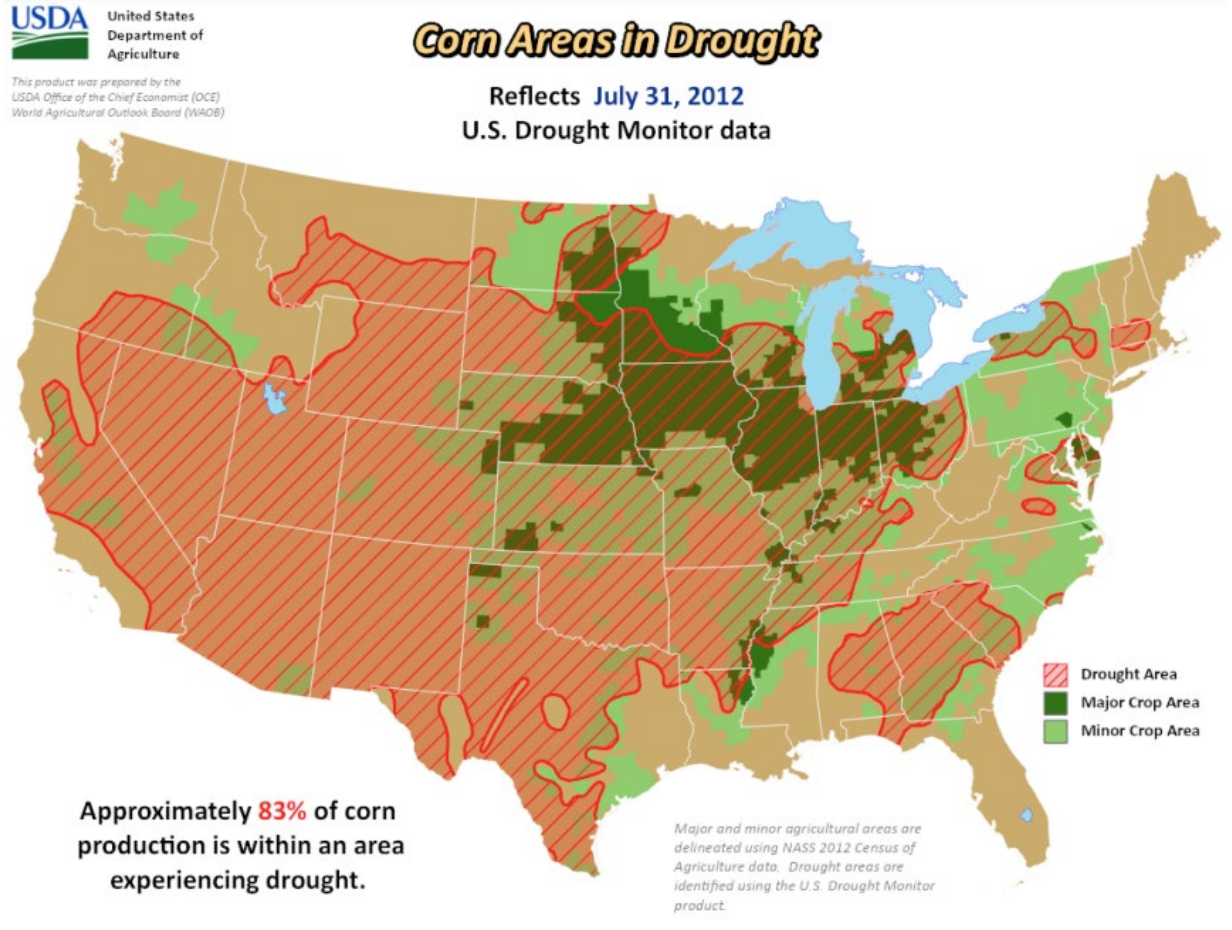 USDA
United States
Department of
Agriculture
This product was prepared by the
USDA Office of the Chief Economist (OCE)
World Agricultural Outlook Board (WAOB)
Corn Areas in Drought
Reflects July 31, 2012
U.S. Drought Monitor data
Drought Area
Major Crop Area
Minor Crop Area
Approximately 83% of corn
production is within an area
experiencing drought.
Major and minor agricultural areas are
delineated using NASS 2012 Census of
Agriculture data. Drought areas are
identified using the U.S. Drought Monitor
product.